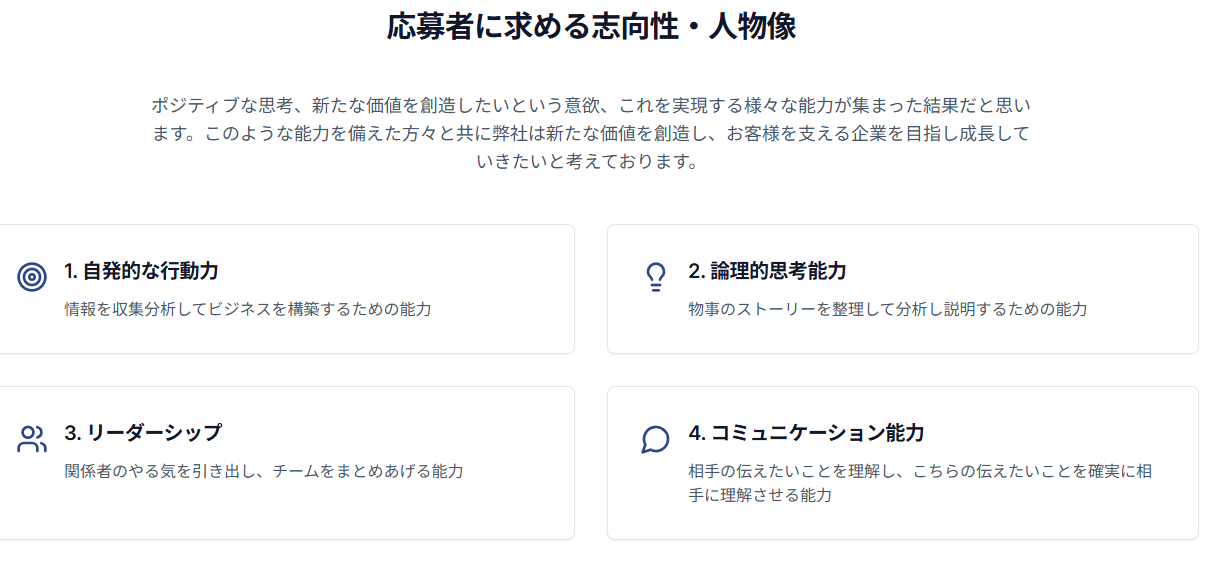 応募者に求める志向性・人物像
ポジティブな思考、新たな価値を創造したいという意欲、これを実現する様々な能力が集まった結果だと思い
ます。このような能力を備えた方々と共に弊社は新たな価値を創造し、お客様を支える企業を目指し成長して
いきたいと考えております。
1. 自発的な行動力
情報を収集分析してビジネスを構築するための能力
2. 論理的思考能力
物事のストーリーを整理して分析し説明するための能力
3. リーダーシップ
関係者のやる気を引き出し、チームをまとめあげる能力
4. コミュニケーション能力
相手の伝えたいことを理解し、こちらの伝えたいことを確実に相
手に理解させる能力